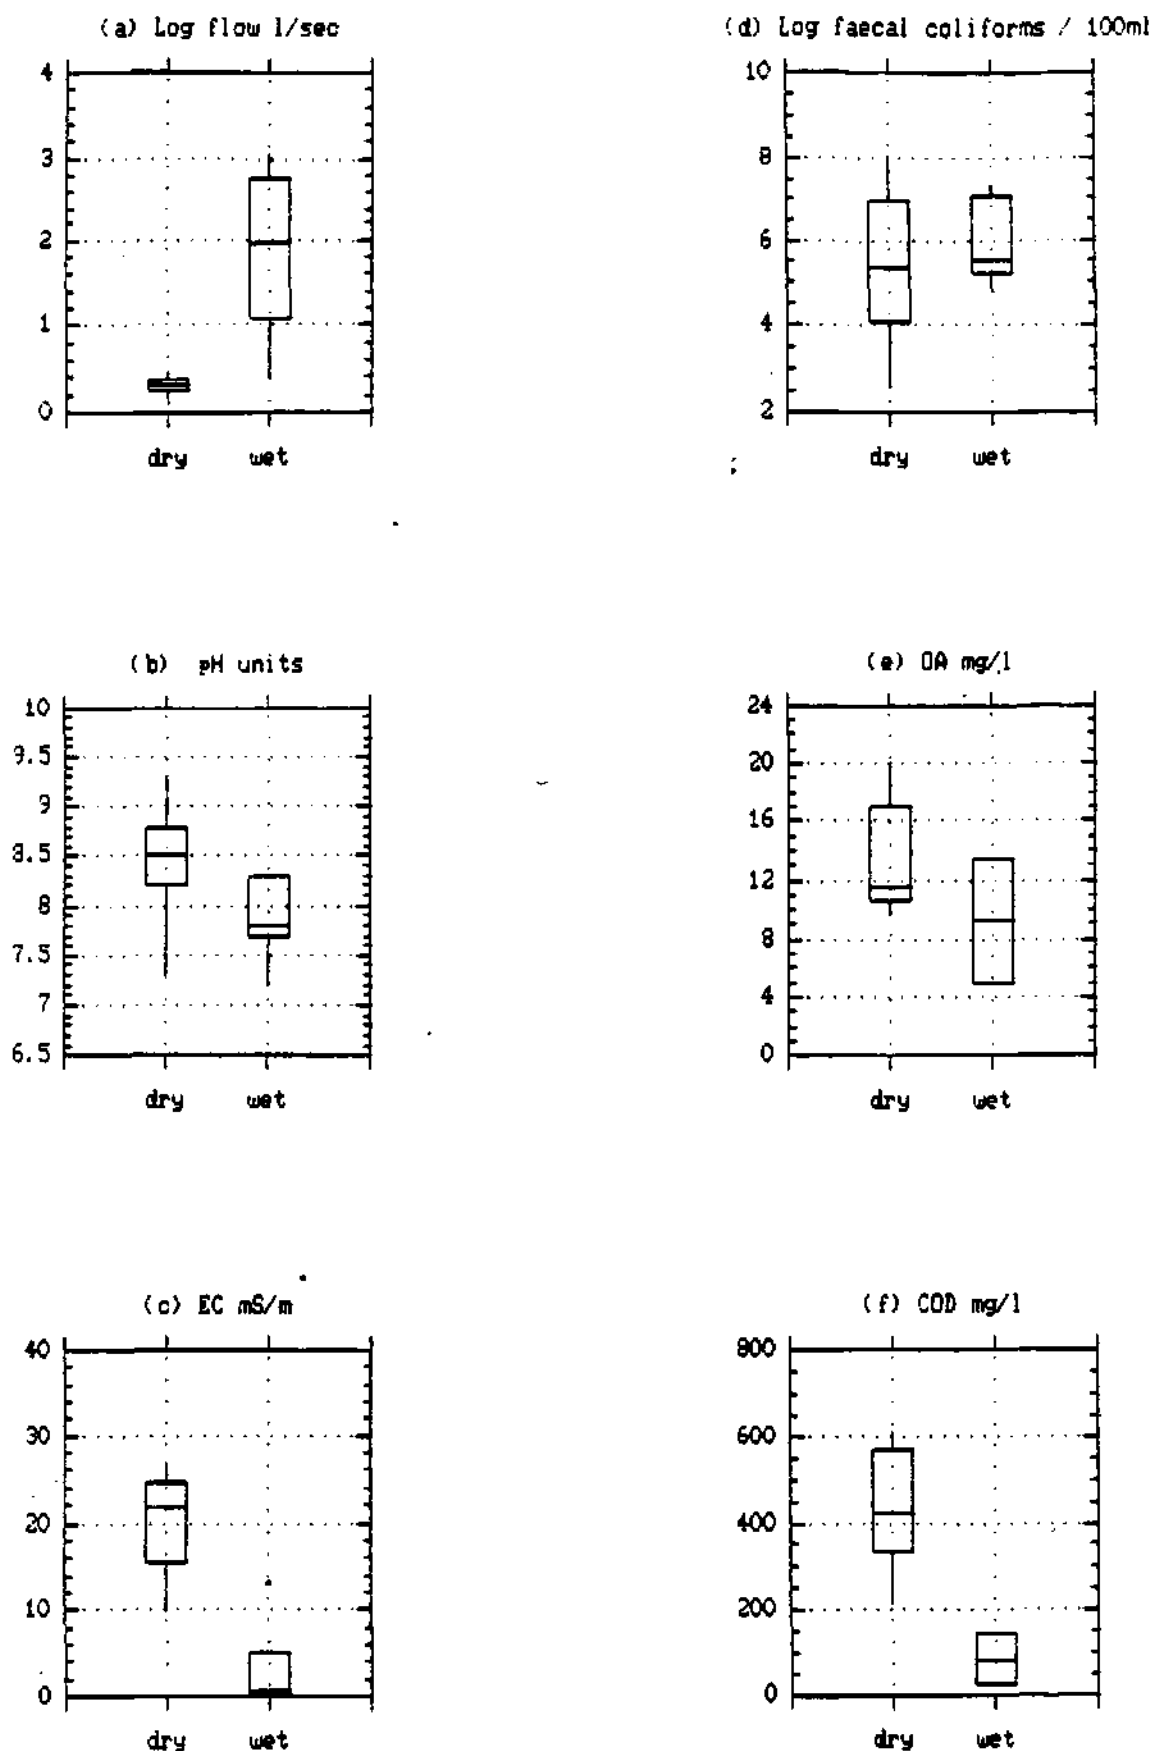 (a) Log flow l/sec
4
3
2
1
0
dry wet
(d) Log faecal coliforms / 100ml
10
8
6
4
2
dry wet
(b) pH units
10
9.5
9
8.5
8
7.5
7
6.5
dry wet
(e) OA mg/l
24
20
16
12
8
4
0
dry wet
(c) EC mS/m
40
30
20
10
0
dry wet
(f) COD mg/l
800
600
400
200
0
dry wet